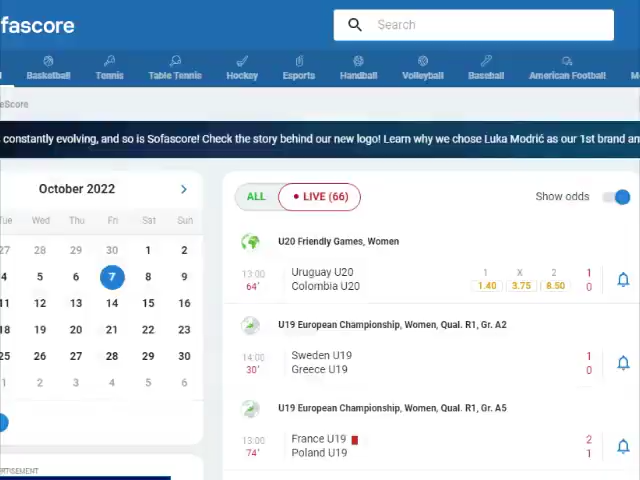 fascore
Search
Basketball Tennis Table Tennis Hockey Esports Handball Volleyball Baseball American Football
eScore
constantly evolving, and so is Sofascore! Check the story behind our new logo! Learn why we chose Luka Modrić as our 1st brand am
October 2022
ALL
LIVE (66)
Show odds
Tue Wed Thu Fri Sat Sun
27 28 29 30 1 2
4 5 6 7 8 9
11 12 13 14 15 16
18 19 20 21 22 23
25 26 27 28 29 30
1 2 3 4 5 6
ERTISEMENT
U20 Friendly Games, Women
13:00 Uruguay U20 1 X 2 1
64' Colombia U20 1.40 3.75 8.50 0
U19 European Championship, Women, Qual. R1, Gr. A2
14:00 Sweden U19 1
30' Greece U19 0
U19 European Championship, Women, Qual. R1, Gr. A5
13:00 France U19 2
74' Poland U19 1